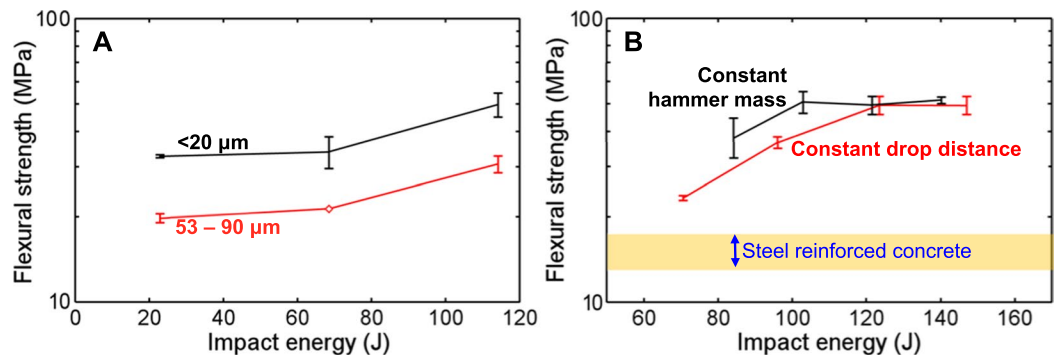 A
Flexural strength (MPa)
100
10
<20 µm
53 – 90 µm
0 20 40 60 80 100 120
Impact energy (J)
B
Flexural strength (MPa)
100
10
Constant
hammer mass
Constant drop distance
Steel reinforced concrete
60 80 100 120 140 160
Impact energy (J)